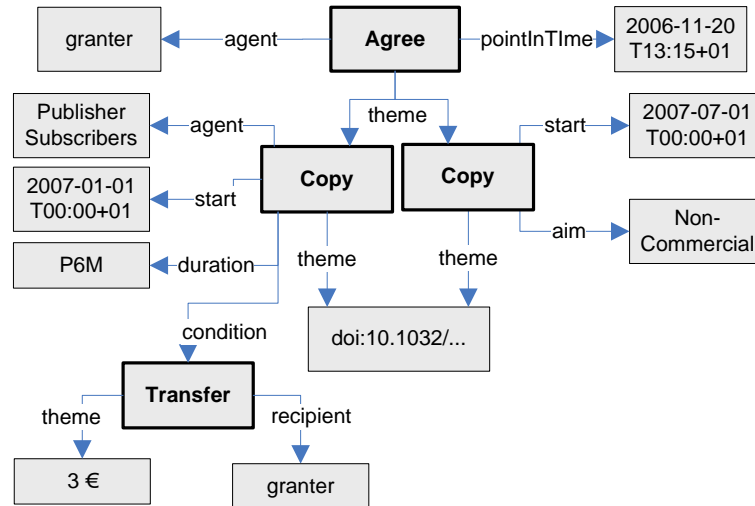 granter
agent
Agree
pointInTIme
2006-11-20
T13:15+01
Publisher
Subscribers
agent
theme
start
2007-07-01
T00:00+01
Copy
Copy
2007-01-01
T00:00+01
start
aim
Non-
Commercial
P6M
duration
theme
theme
condition
doi:10.1032/...
Transfer
theme
recipient
3 €
granter